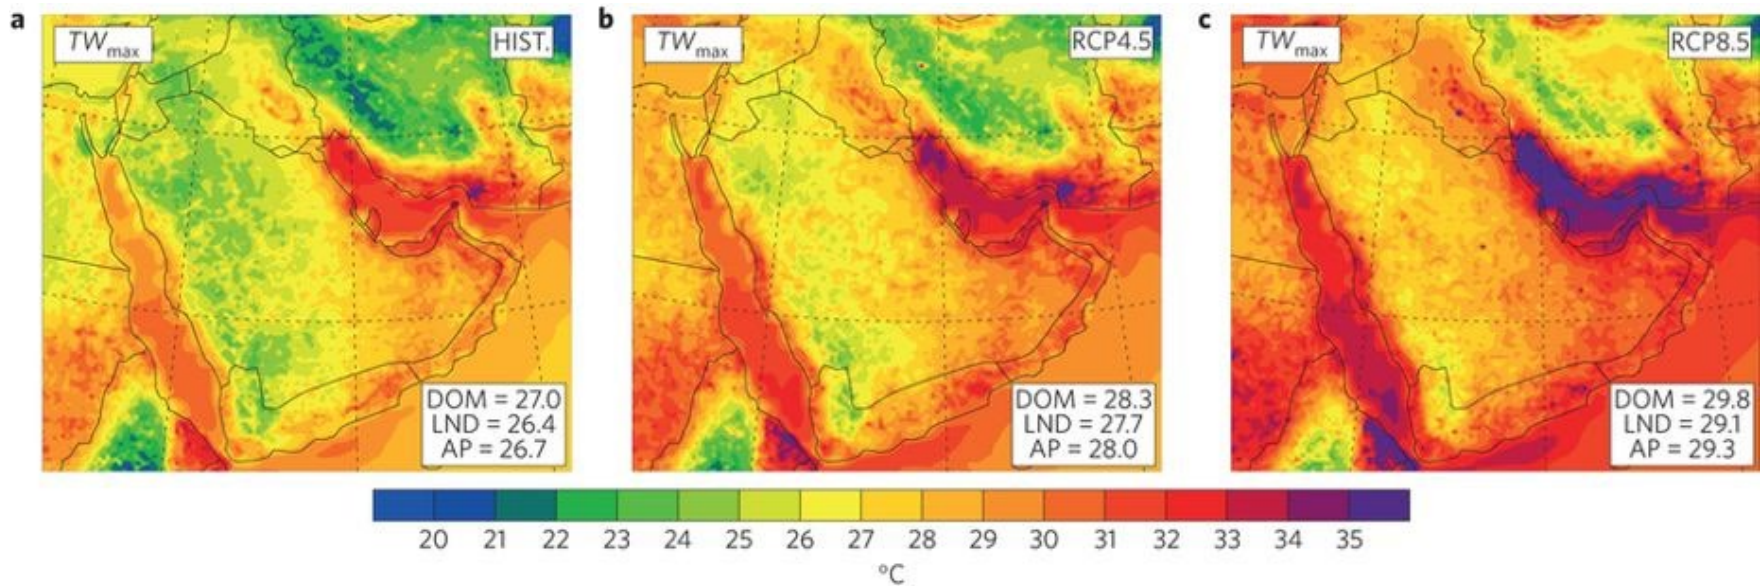 a
TWmax
HIST.
DOM = 27.0
LND = 26.4
AP = 26.7
b
TWmax
RCP4.5
DOM = 28.3
LND = 27.7
AP = 28.0
c
TWmax
RCP8.5
DOM = 29.8
LND = 29.1
AP = 29.3
20 21 22 23 24 25 26 27 28 29 30 31 32 33 34 35
°C